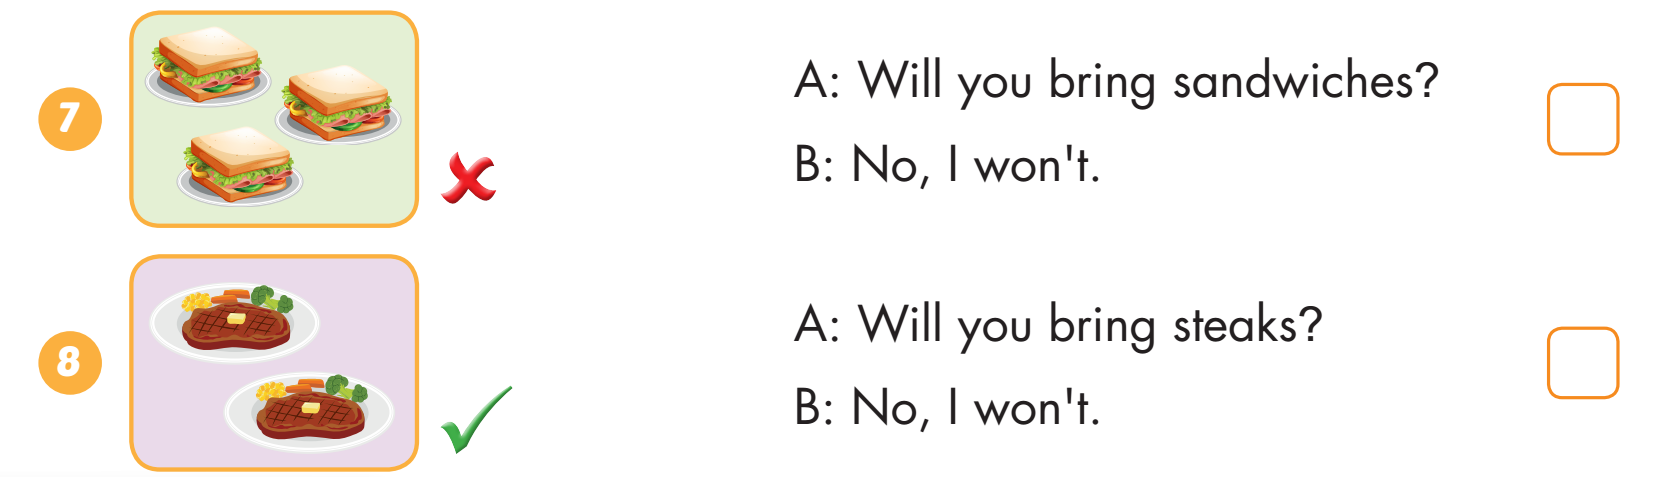 7
A: Will you bring sandwiches?
B: No, I won't.
8
A: Will you bring steaks?
B: No, I won't.